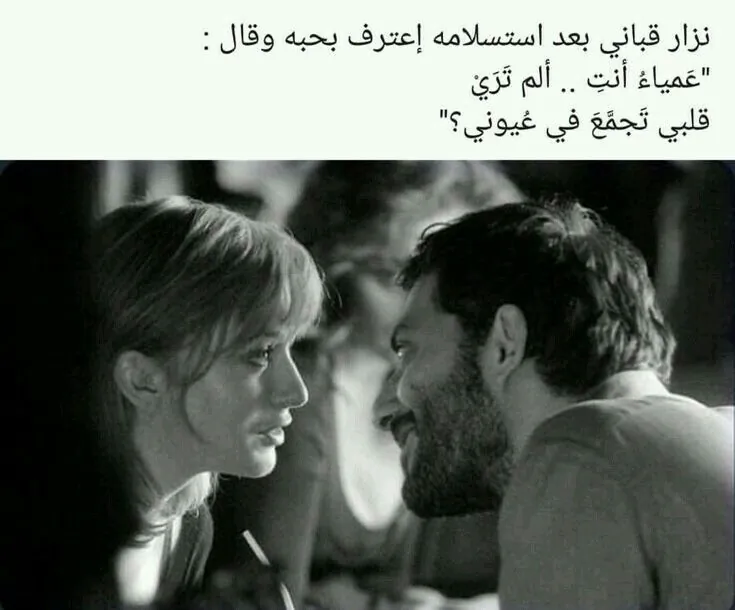 نزار قباني بعد استسلامه إعترف بحبه وقال :
"عَمياءُ أنتِ .. ألم تَرَيْ
قلبي تَجمَّعَ في عُيوني؟"